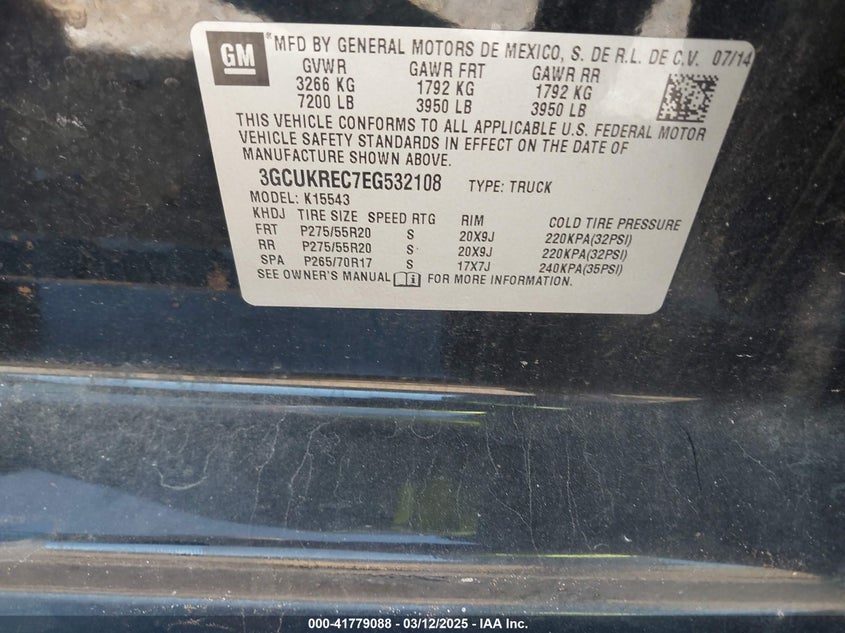 GM *MFD BY GENERAL MOTORS DE MEXICO, S. DE R.L. DE C.V. 07/14
GVWR GAWR FRT GAWR RR
3266 KG 1792 KG 1792 KG
7200 LB 3950 LB 3950 LB
THIS VEHICLE CONFORMS TO ALL APPLICABLE U.S. FEDERAL MOTOR
VEHICLE SAFETY STANDARDS IN EFFECT ON THE DATE OF
MANUFACTURE SHOWN ABOVE.
3GCUKREC7EG532108 TYPE: TRUCK
MODEL: K15543
KHDJ TIRE SIZE SPEED RTG RIM COLD TIRE PRESSURE
FRT P275/55R20 S 20X9J 220KPA(32PSI)
RR P275/55R20 S 20X9J 220KPA(32PSI)
SPA P265/70R17 S 17X7J 240KPA(35PSI)
SEE OWNER'S MANUAL FOR MORE INFORMATION.
000-41779088 - 03/12/2025 - IAA Inc.